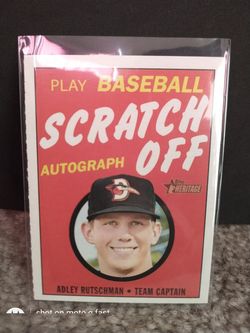 PLAY BASEBALL
SCRATCH
AUTOGRAPH OFF
Topps
HERITAGE
D
ADLEY RUTSCHMAN • TEAM CAPTAIN
shot on moto g fast